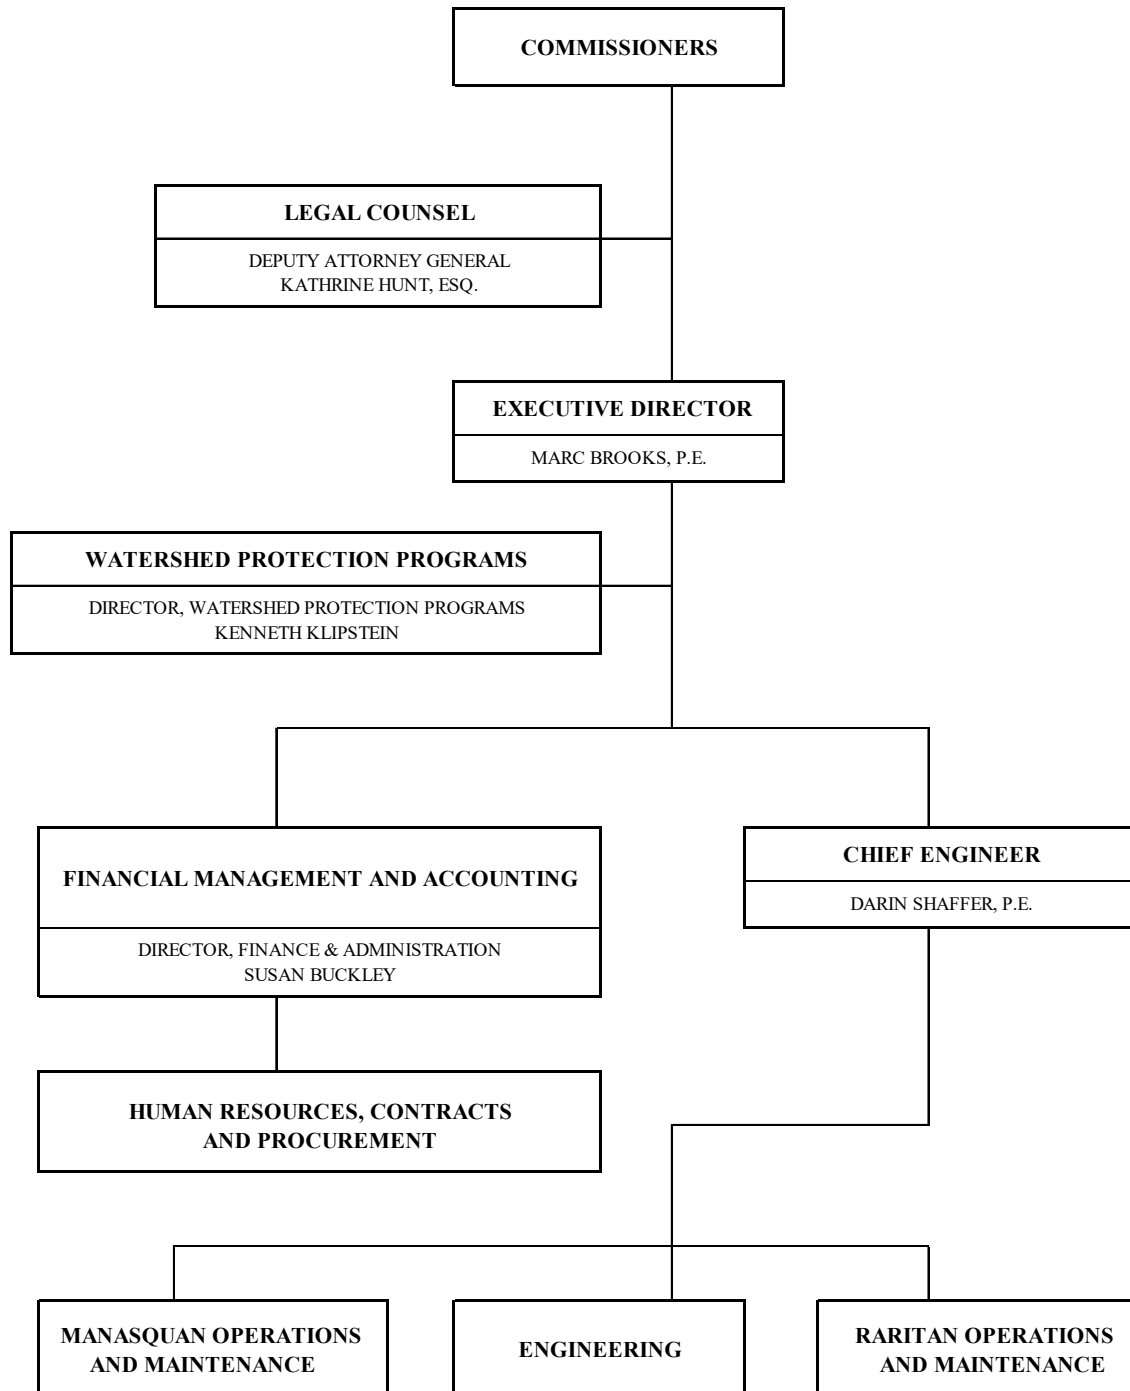 COMMISSIONERS
LEGAL COUNSEL
DEPUTY ATTORNEY GENERAL
KATHRINE HUNT, ESQ.
EXECUTIVE DIRECTOR
MARC BROOKS, P.E.
WATERSHED PROTECTION PROGRAMS
DIRECTOR, WATERSHED PROTECTION PROGRAMS
KENNETH KLIPSTEIN
FINANCIAL MANAGEMENT AND ACCOUNTING
DIRECTOR, FINANCE & ADMINISTRATION
SUSAN BUCKLEY
CHIEF ENGINEER
DARIN SHAFFER, P.E.
HUMAN RESOURCES, CONTRACTS
AND PROCUREMENT
MANASQUAN OPERATIONS
AND MAINTENANCE
ENGINEERING
RARITAN OPERATIONS
AND MAINTENANCE